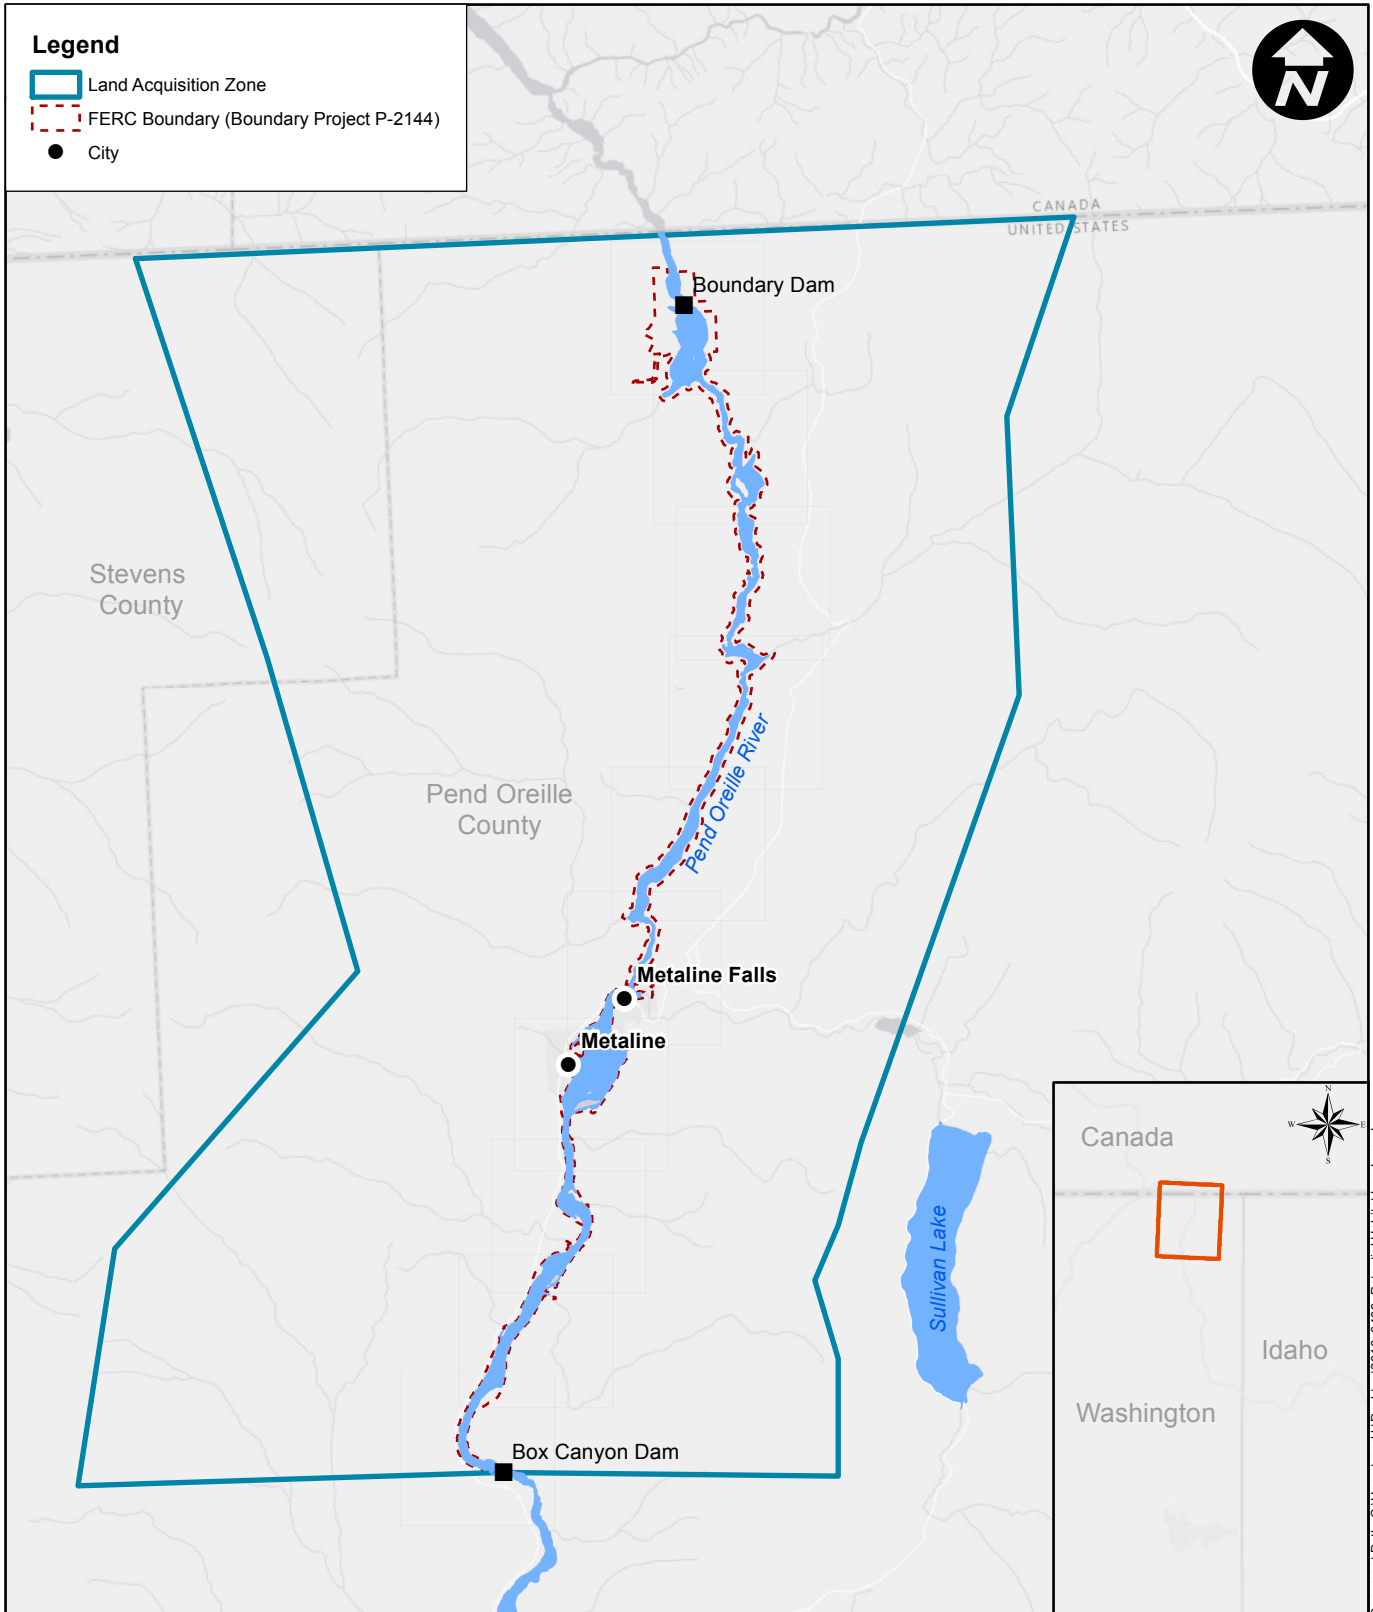 Legend
Land Acquisition Zone
FERC Boundary (Boundary Project P-2144)
City
N
CANADA
UNITED STATES
Boundary Dam
Stevens
County
Pend Oreille River
Pend Oreille
County
Metaline Falls
Metaline
Sullivan Lake
Box Canyon Dam
N
W
E
S
Canada
Idaho
Washington